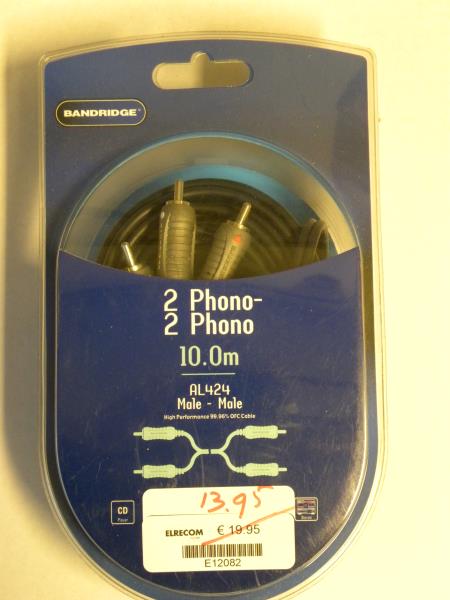 BANDRIDGE®
2 Phono-
2 Phono
10.0m
AL424
Male - Male
High Performance 99.96% OFC Cable
13.95
CD
Player
ELRECOM
€ 19.95
E12082